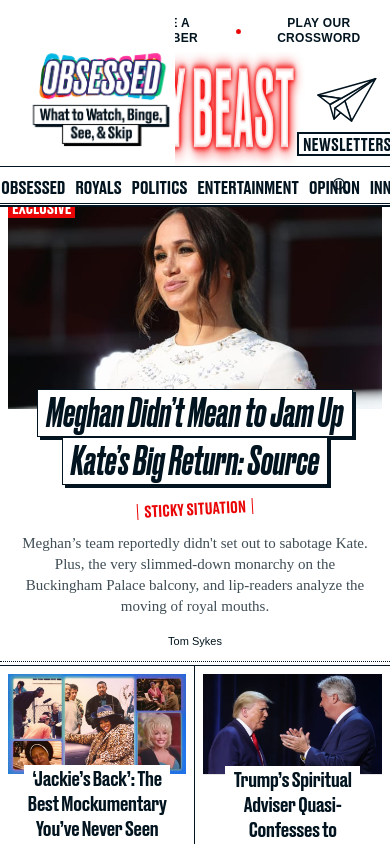 E A
BER
PLAY OUR
CROSSWORD
OBSESSED
What to Watch, Binge,
See, & Skip
Y BEAST
NEWSLETTERS
OBSESSED ROYALS POLITICS ENTERTAINMENT OPINION INN
EXCLUSIVE
Meghan Didn’t Mean to Jam Up
Kate’s Big Return: Source
STICKY SITUATION
Meghan’s team reportedly didn't set out to sabotage Kate.
Plus, the very slimmed-down monarchy on the
Buckingham Palace balcony, and lip-readers analyze the
moving of royal mouths.
Tom Sykes
‘Jackie’s Back’: The
Best Mockumentary
You’ve Never Seen
Trump’s Spiritual
Adviser Quasi-
Confesses to